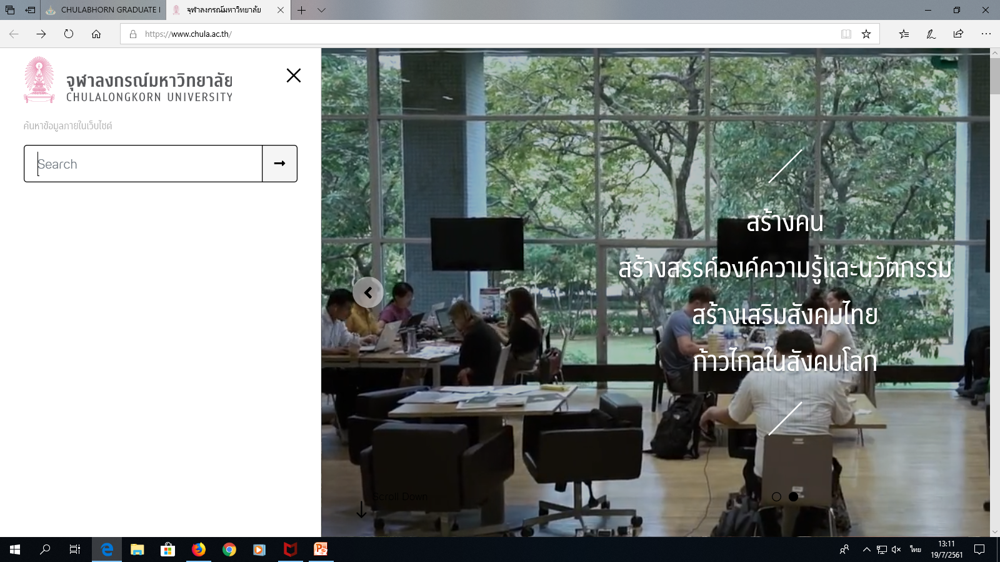 CHULABHORN GRADUATE I
จุฬาลงกรณ์มหาวิทยาลัย
https://www.chula.ac.th/
จุฬาลงกรณ์มหาวิทยาลัย
CHULALONGKORN UNIVERSITY
ค้นหาข้อมูลภายในเว็บไซต์
Search
สร้างคน
สร้างสรรค์องค์ความรู้และนวัตกรรม
สร้างเสริมสังคมไทย
ก้าวไกลในสังคมโลก
Scroll Down
ไทย
13:11
19/7/2561